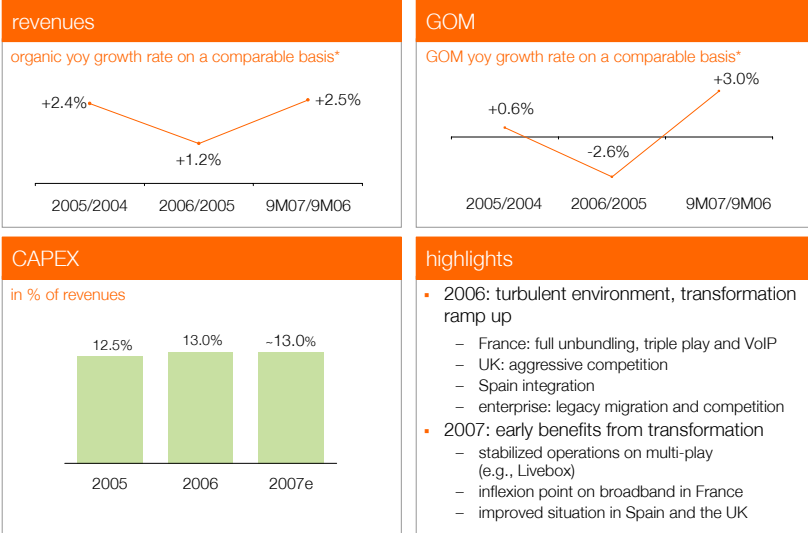 revenues
organic yoy growth rate on a comparable basis*
+2.4%
+2.5%
+1.2%
2005/2004 2006/2005 9M07/9M06
GOM
GOM yoy growth rate on a comparable basis*
+3.0%
+0.6%
-2.6%
2005/2004 2006/2005 9M07/9M06
CAPEX
in % of revenues
12.5% 13.0% ~13.0%
2005 2006 2007e
highlights
▪ 2006: turbulent environment, transformation
ramp up
– France: full unbundling, triple play and VoIP
– UK: aggressive competition
– Spain integration
– enterprise: legacy migration and competition
▪ 2007: early benefits from transformation
– stabilized operations on multi-play
(e.g., Livebox)
– inflexion point on broadband in France
– improved situation in Spain and the UK